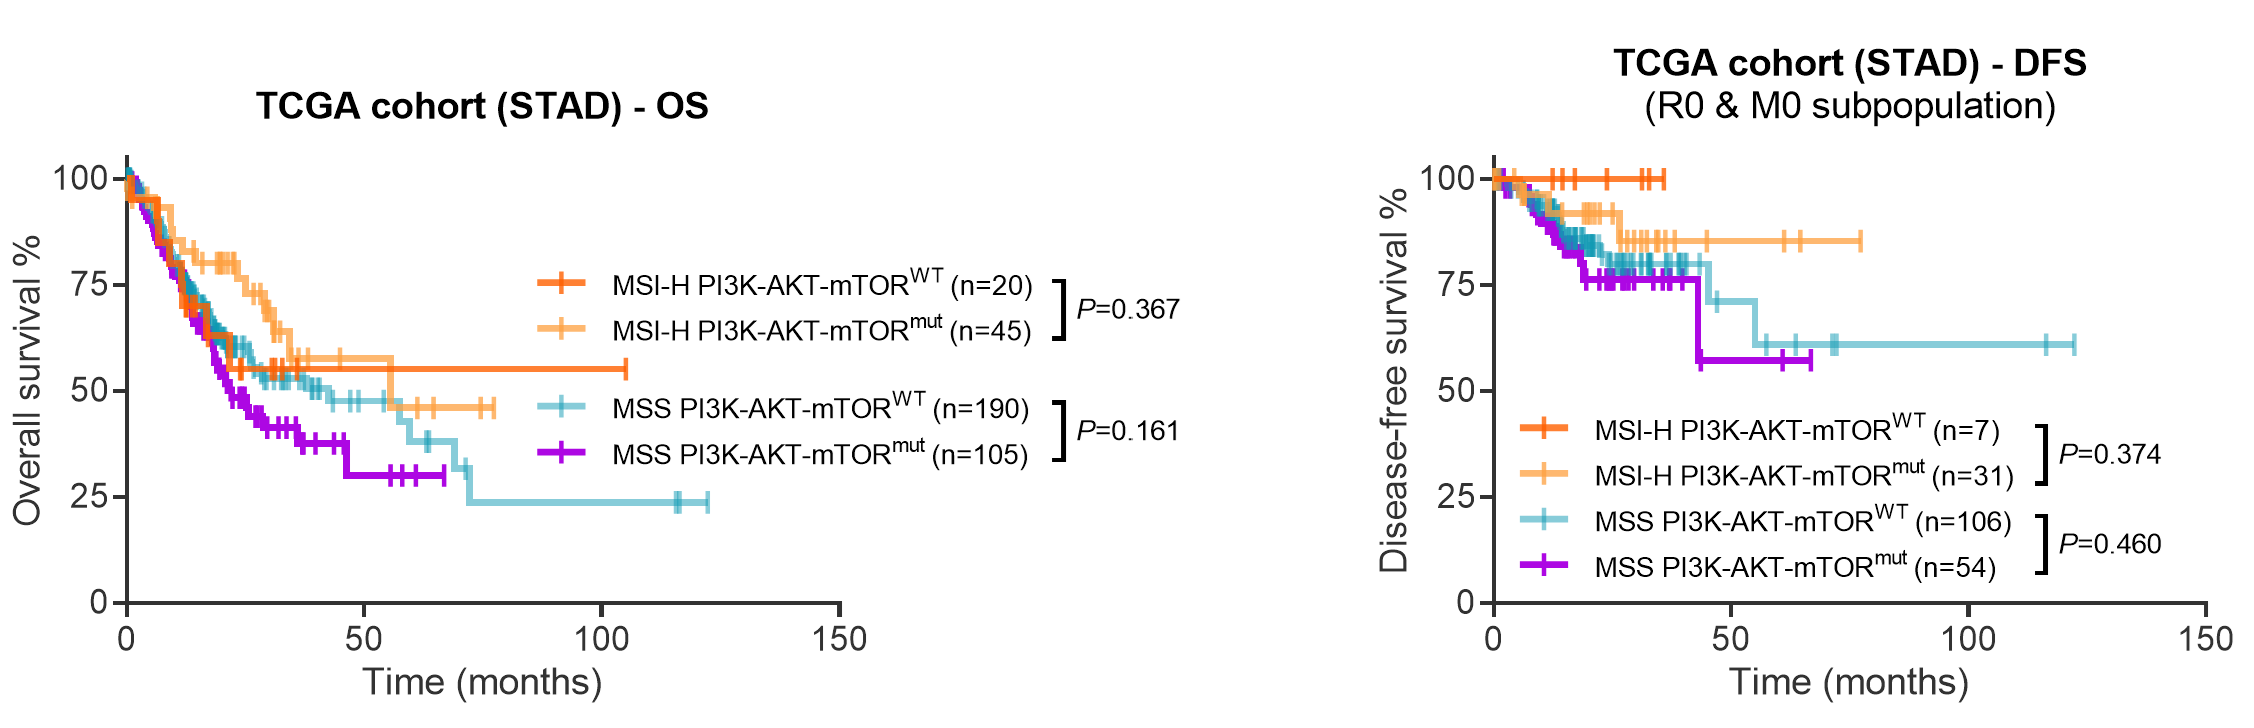 TCGA cohort (STAD) - OS
Overall survival %
100
75
50
25
0
0 50 100 150
Time (months)
MSI-H PI3K-AKT-mTORWT (n=20)
MSI-H PI3K-AKT-mTORmut (n=45)
P=0.367
MSS PI3K-AKT-mTORWT (n=190)
MSS PI3K-AKT-mTORmut (n=105)
P=0.161
TCGA cohort (STAD) - DFS
(R0 & M0 subpopulation)
Disease-free survival %
100
75
50
25
0
0 50 100 150
Time (months)
MSI-H PI3K-AKT-mTORWT (n=7)
MSI-H PI3K-AKT-mTORmut (n=31)
P=0.374
MSS PI3K-AKT-mTORWT (n=106)
MSS PI3K-AKT-mTORmut (n=54)
P=0.460